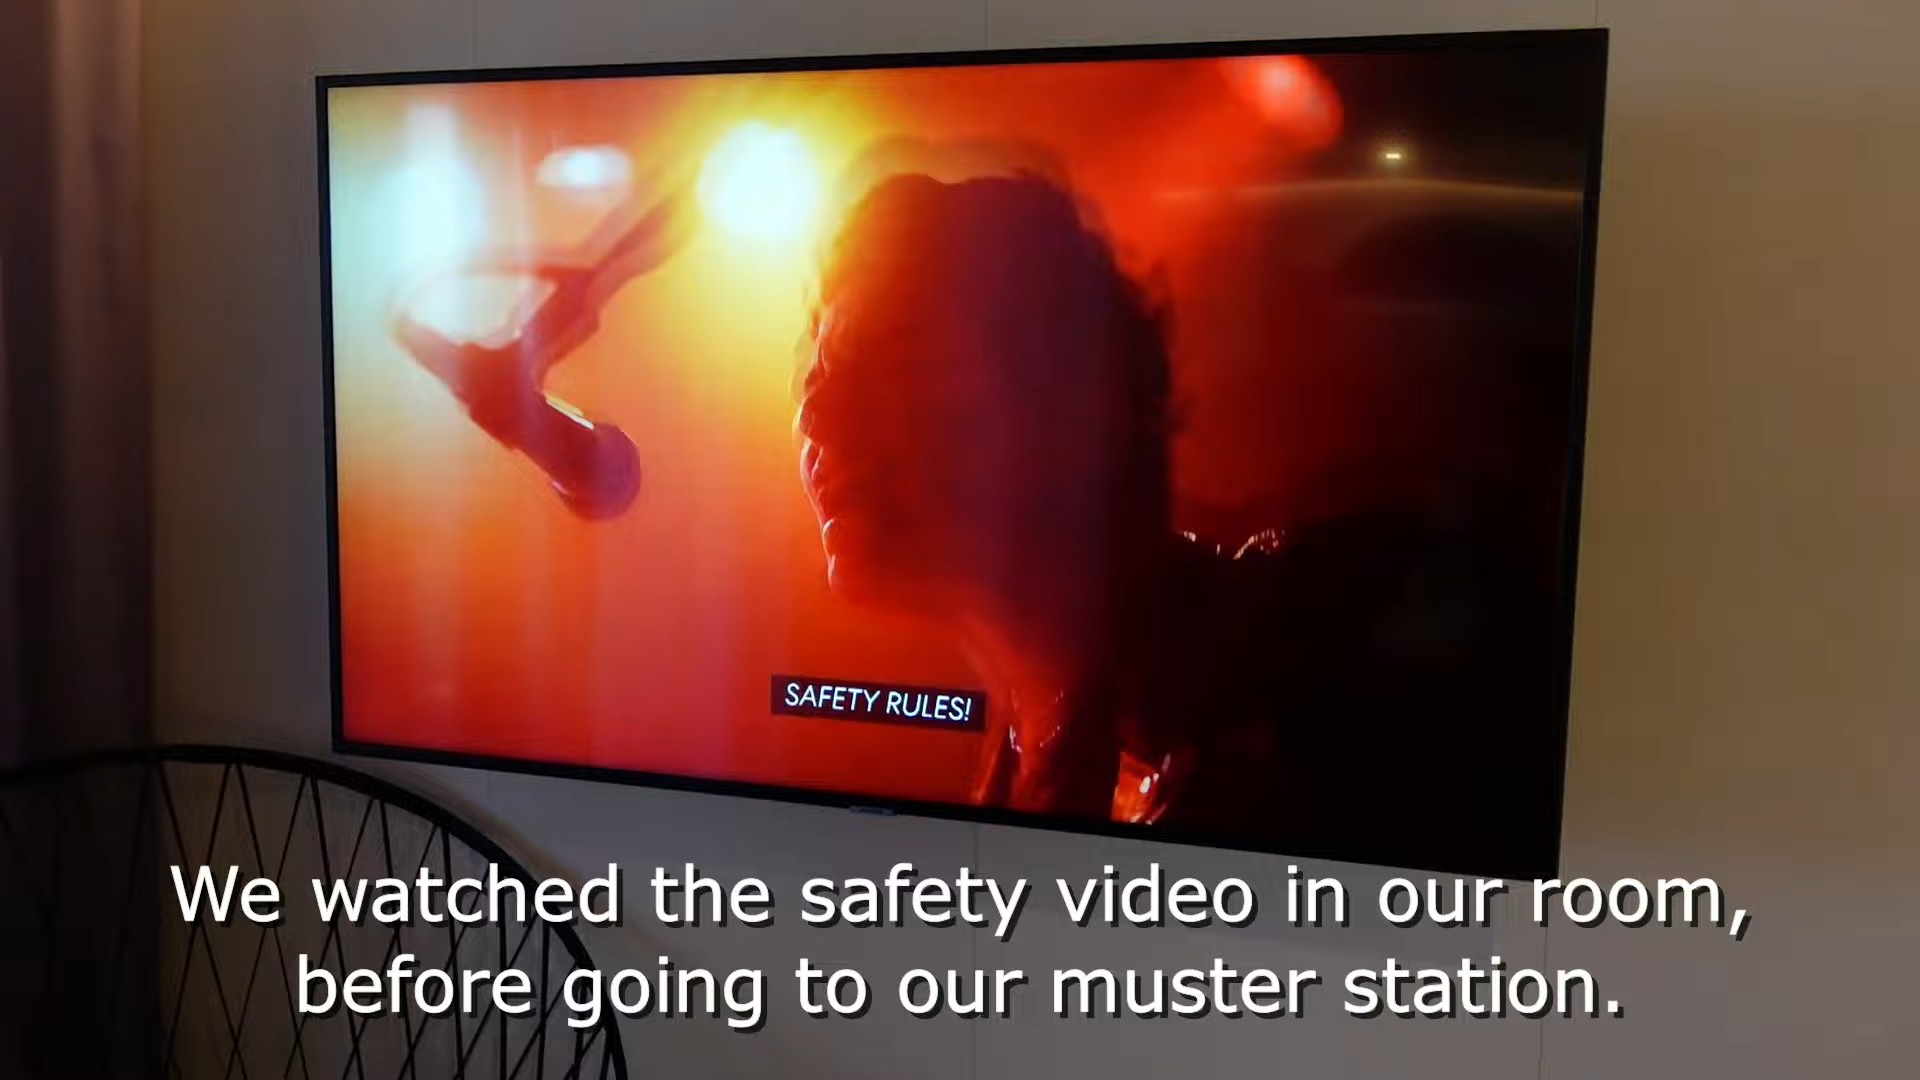 SAFETY RULES!
We watched the safety video in our room,
before going to our muster station.